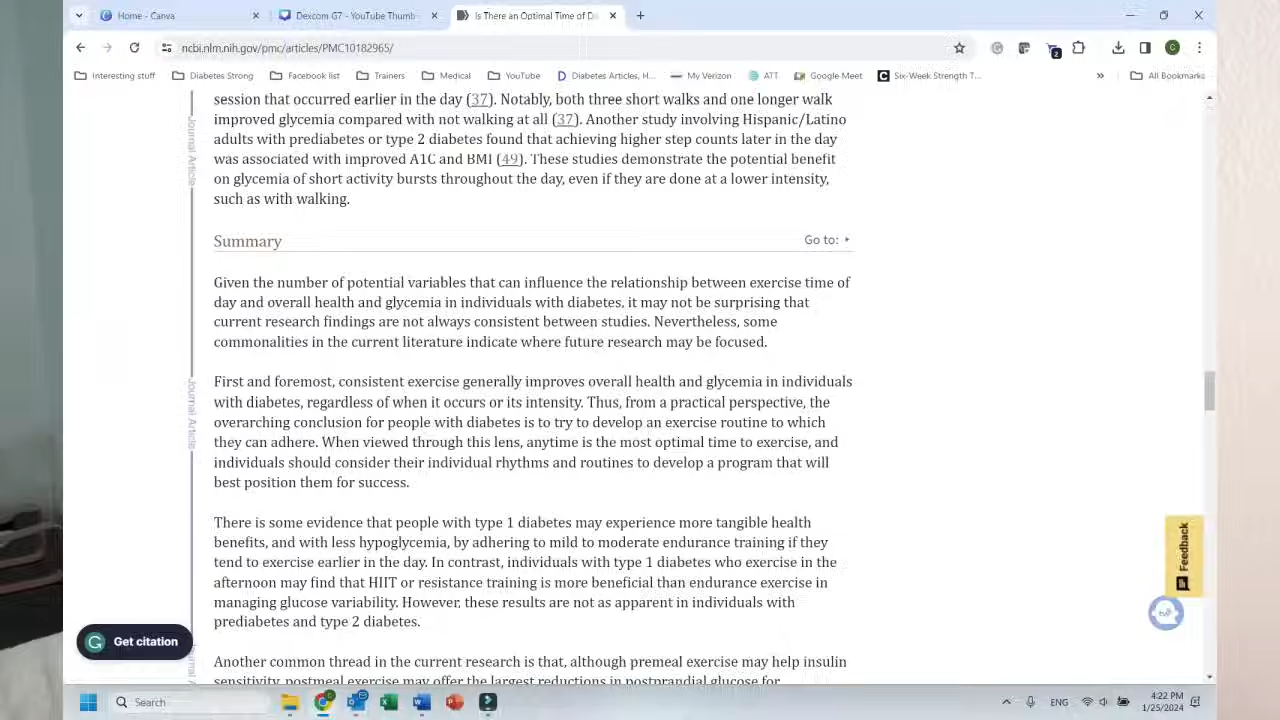 Home - Canva
Dexcom G7 - YouTube Thumb
Is There an Optimal Time of D
ncbi.nlm.nih.gov/pmc/articles/PMC10182965/
2
C
Interesting stuff
Diabetes Strong
Facebook list
Trainers
Medical
YouTube
Diabetes Articles, H...
My Verizon
ATT
Google Meet
Six-Week Strength T...
»
All Bookmarks
session that occurred earlier in the day (37). Notably, both three short walks and one longer walk
improved glycemia compared with not walking at all (37). Another study involving Hispanic/Latino
adults with prediabetes or type 2 diabetes found that achieving higher step counts later in the day
was associated with improved A1C and BMI (49). These studies demonstrate the potential benefit
on glycemia of short activity bursts throughout the day, even if they are done at a lower intensity,
such as with walking.
Journal Article
Summary
Go to:
Given the number of potential variables that can influence the relationship between exercise time of
day and overall health and glycemia in individuals with diabetes, it may not be surprising that
current research findings are not always consistent between studies. Nevertheless, some
commonalities in the current literature indicate where future research may be focused.
First and foremost, consistent exercise generally improves overall health and glycemia in individuals
with diabetes, regardless of when it occurs or its intensity. Thus, from a practical perspective, the
overarching conclusion for people with diabetes is to try to develop an exercise routine to which
they can adhere. When viewed through this lens, anytime is the most optimal time to exercise, and
individuals should consider their individual rhythms and routines to develop a program that will
best position them for success.
Journal Article
There is some evidence that people with type 1 diabetes may experience more tangible health
benefits, and with less hypoglycemia, by adhering to mild to moderate endurance training if they
tend to exercise earlier in the day. In contrast, individuals with type 1 diabetes who exercise in the
afternoon may find that HIIT or resistance training is more beneficial than endurance exercise in
managing glucose variability. However, these results are not as apparent in individuals with
prediabetes and type 2 diabetes.
Feedback
Get citation
Another common thread in the current research is that, although premeal exercise may help insulin
sensitivity, postmeal exercise may offer the largest reductions in postprandial glucose for
Search
ENG
4:22 PM
1/25/2024